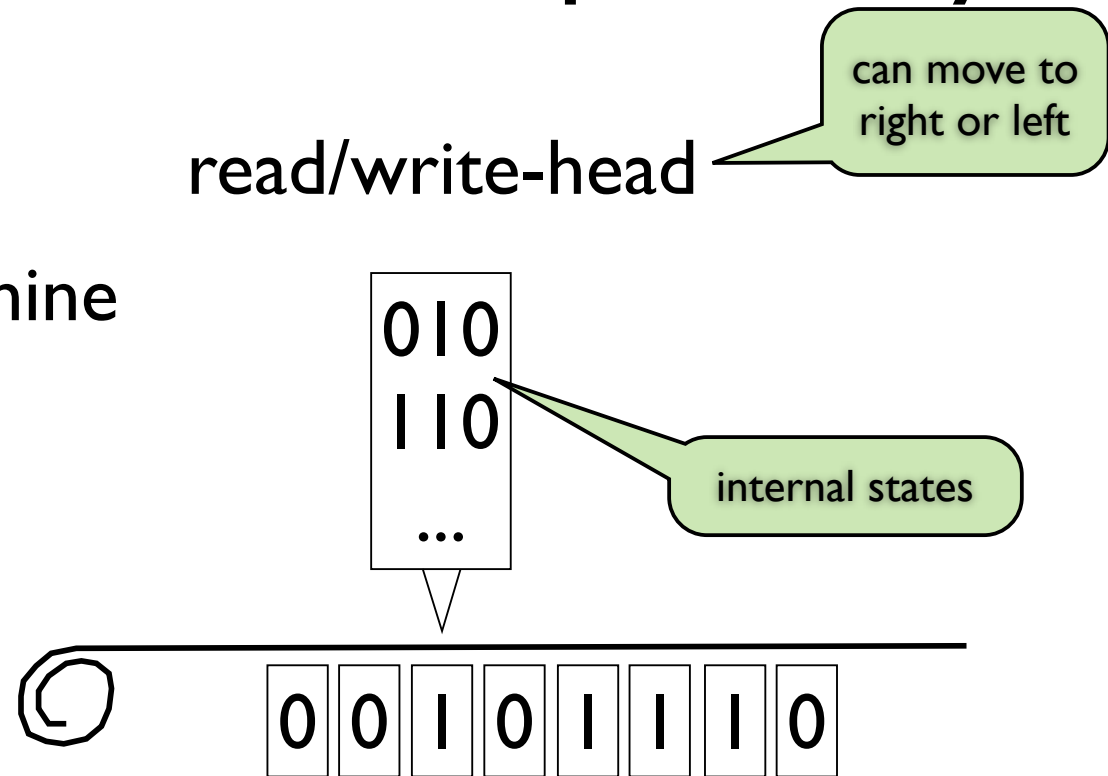 can move to
right or left
read/write-head
hine
010
110
...
internal states
0 0 1 0 1 1 1 0